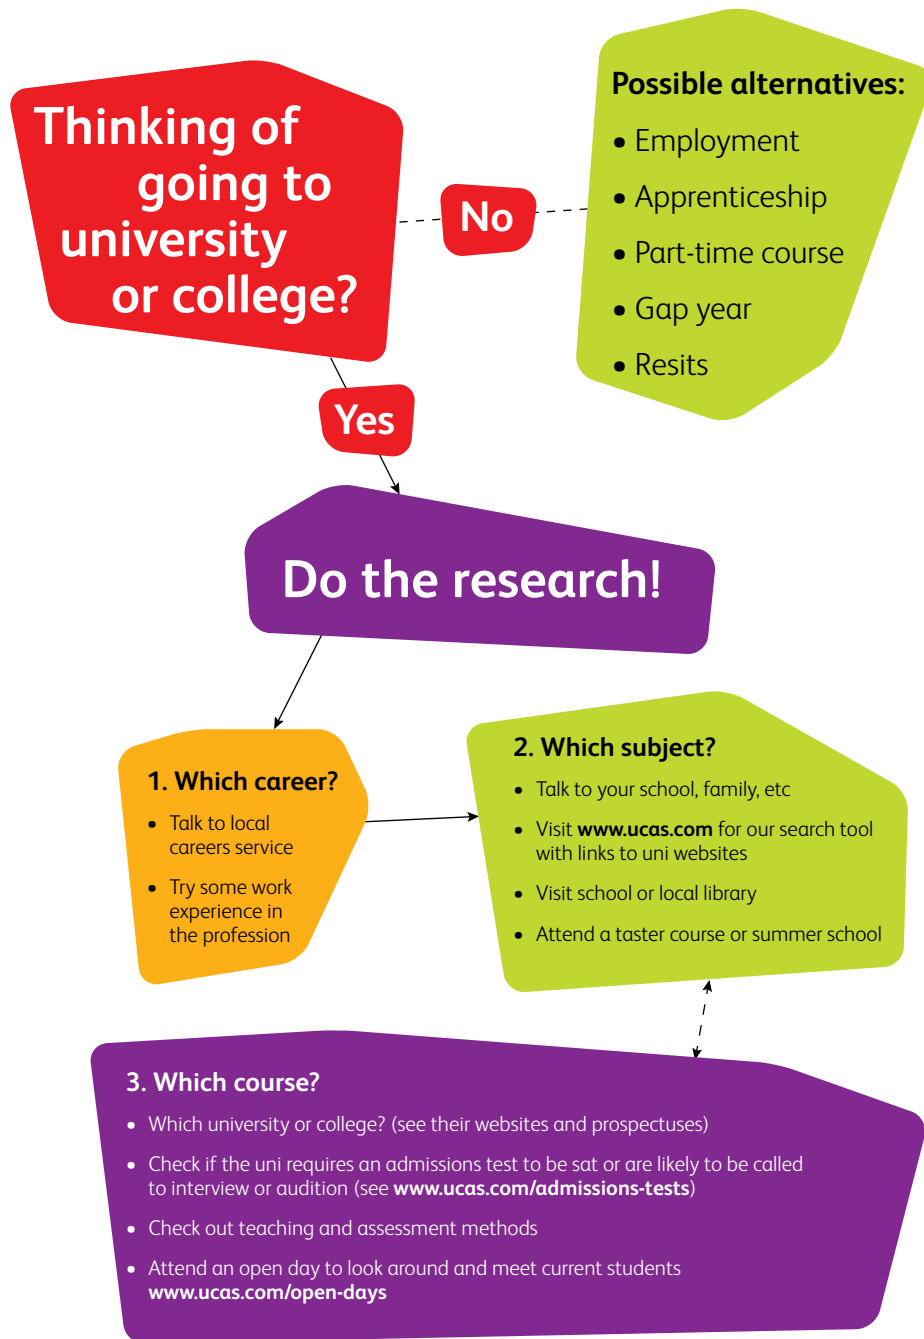 Thinking of
going to
university
or college?
No
Possible alternatives:
• Employment
• Apprenticeship
• Part-time course
• Gap year
• Resits
Yes
Do the research!
1. Which career?
• Talk to local
careers service
• Try some work
experience in
the profession
2. Which subject?
• Talk to your school, family, etc
• Visit www.ucas.com for our search tool
with links to uni websites
• Visit school or local library
• Attend a taster course or summer school
3. Which course?
• Which university or college? (see their websites and prospectuses)
• Check if the uni requires an admissions test to be sat or are likely to be called
to interview or audition (see www.ucas.com/admissions-tests)
• Check out teaching and assessment methods
• Attend an open day to look around and meet current students
www.ucas.com/open-days